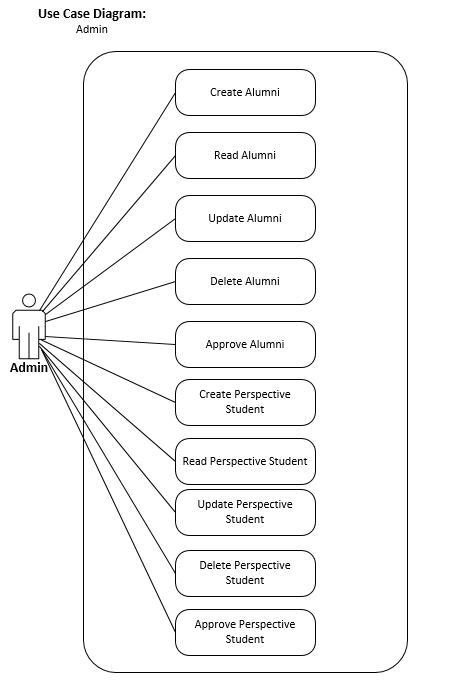 Use Case Diagram:
Admin
Create Alumni
Read Alumni
Update Alumni
Delete Alumni
Approve Alumni
Admin
Create Perspective
Student
Read Perspective Student
Update Perspective
Student
Delete Perspective
Student
Approve Perspective
Student